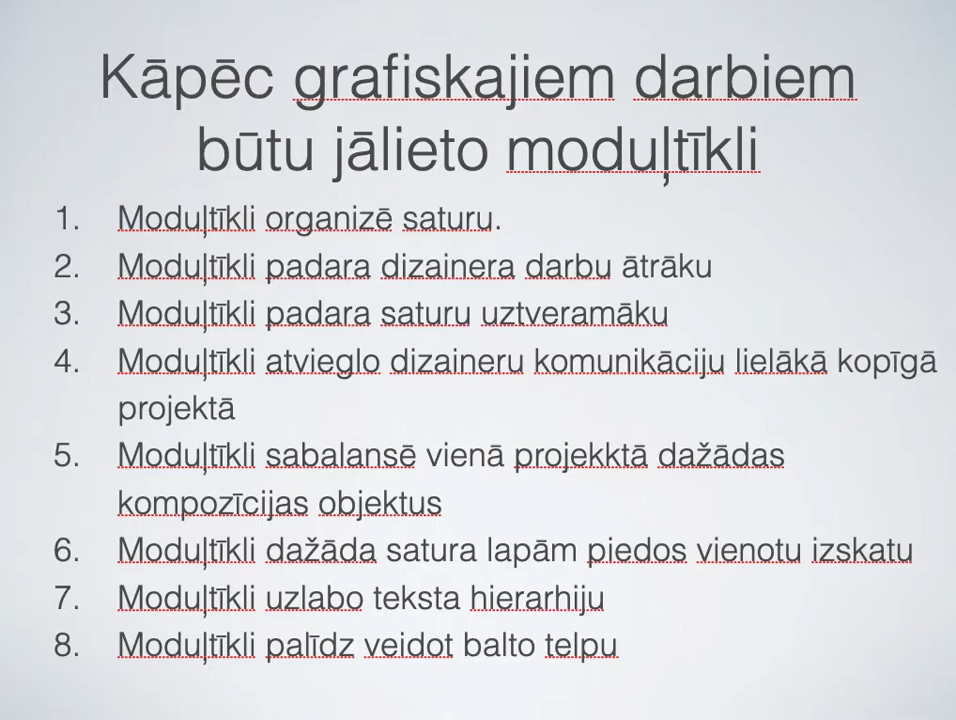 Kāpēc grafiskajiem darbiem
būtu jālieto moduļtīkli
1. Moduļtīkli organizē saturu.
2. Moduļtīkli padara dizainera darbu ātrāku
3. Moduļtīkli padara saturu uztveramāku
4. Moduļtīkli atvieglo dizaineru komunikāciju lielākā kopīgā
projektā
5. Moduļtīkli sabalansē vienā projekktā dažādas
kompozīcijas objektus
6. Moduļtīkli dažāda satura lapām piedos vienotu izskatu
7. Moduļtīkli uzlabo teksta hierarhiju
8. Moduļtīkli palīdz veidot balto telpu